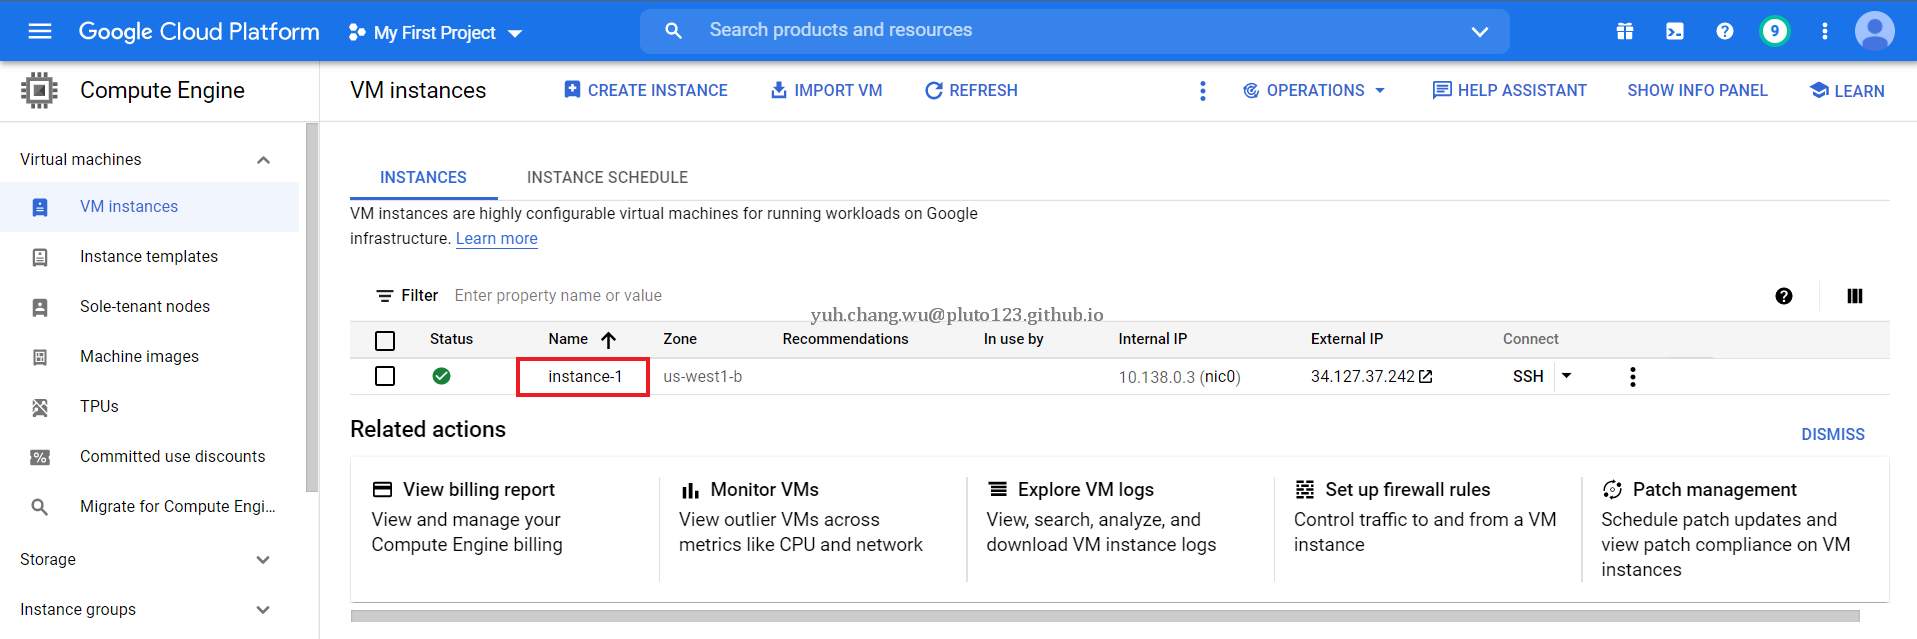 Google Cloud Platform
My First Project
Search products and resources
9
Compute Engine
VM instances
CREATE INSTANCE
IMPORT VM
REFRESH
OPERATIONS
HELP ASSISTANT
SHOW INFO PANEL
LEARN
Virtual machines
VM instances
Instance templates
Sole-tenant nodes
Machine images
TPUs
Committed use discounts
Migrate for Compute Engi...
Storage
Instance groups
INSTANCES
INSTANCE SCHEDULE
VM instances are highly configurable virtual machines for running workloads on Google
infrastructure. Learn more
Filter Enter property name or value
yuh.chang.wu@pluto123.github.io
Status Name Zone Recommendations In use by Internal IP External IP Connect
instance-1 us-west1-b 10.138.0.3 (nic0) 34.127.37.242 SSH
Related actions
DISMISS
View billing report
View and manage your
Compute Engine billing
Monitor VMs
View outlier VMs across
metrics like CPU and network
Explore VM logs
View, search, analyze, and
download VM instance logs
Set up firewall rules
Control traffic to and from a VM
instance
Patch management
Schedule patch updates and
view patch compliance on VM
instances